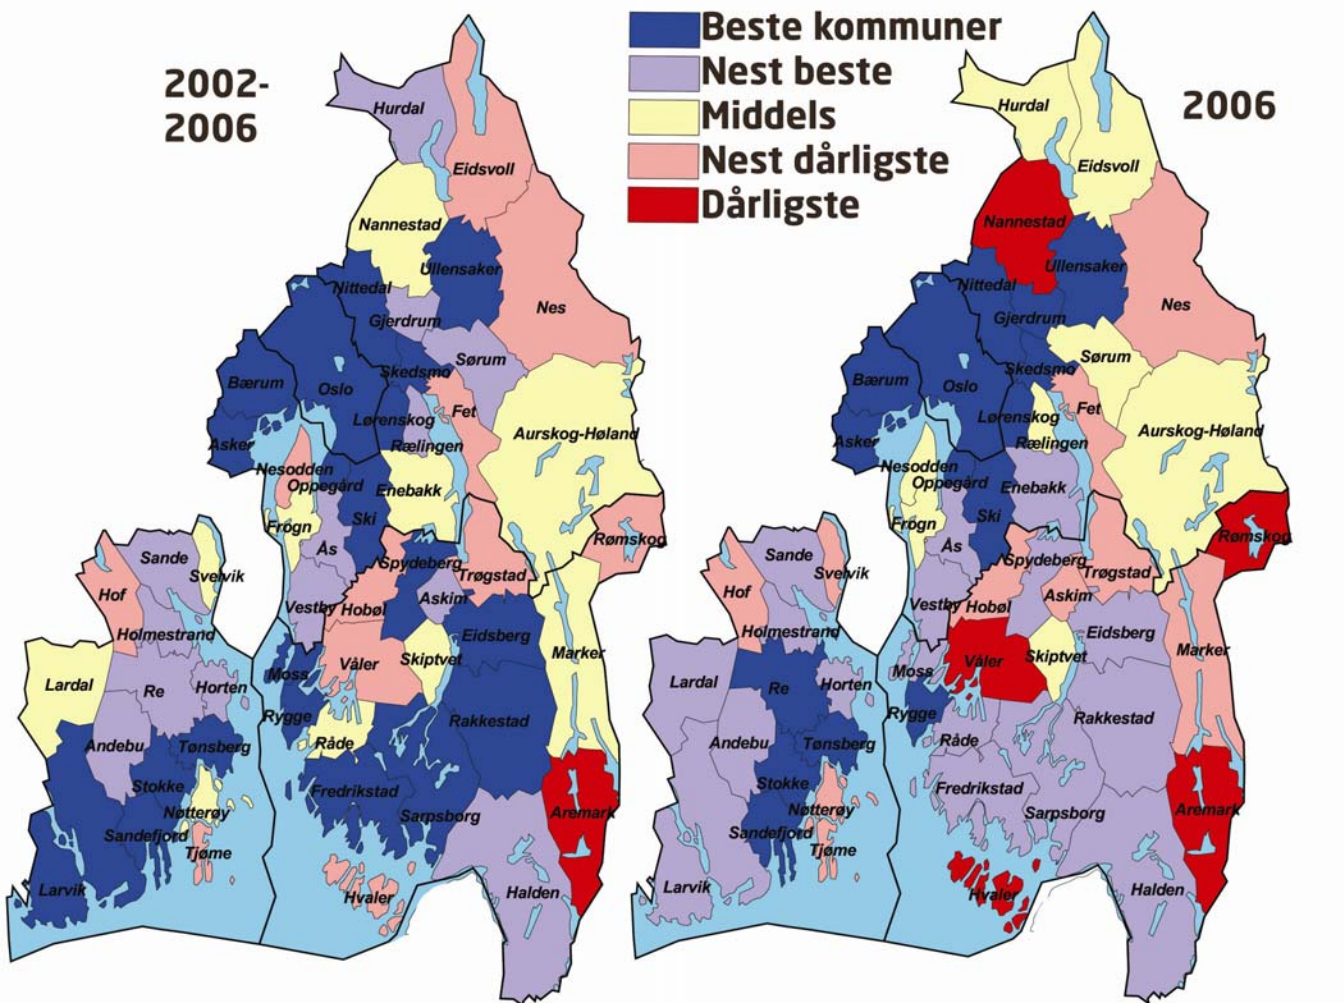 2002-
2006
Beste kommuner
Nest beste
Middels
Nest dårligste
Dårligste
2006
Hurdal
Eidsvoll
Nannestad
Ullensaker
Nittedal
Nes
Gjerdrum
Sørum
Skedsmo
Bærum
Oslo
Fet
Lørenskog
Aurskog-Høland
Asker
Rælingen
Nesodden
Oppegård
Enebakk
Frogn
Ski
Rømskog
Ås
Sande
Spydeberg
Svelvik
Trøgstad
Hof
Askim
Vestby
Hobøl
Holmestrand
Eidsberg
Marker
Skiptvet
Våler
Lardal
Moss
Re
Horten
Rygge
Rakkestad
Andebu
Tønsberg
Råde
Stokke
Fredrikstad
Nøtterøy
Sarpsborg
Aremark
Sandefjord
Tjøme
Larvik
Hvaler
Halden
Hurdal
Eidsvoll
Nannestad
Ullensaker
Nittedal
Nes
Gjerdrum
Sørum
Skedsmo
Bærum
Oslo
Fet
Lørenskog
Aurskog-Høland
Asker
Rælingen
Nesodden
Oppegård
Enebakk
Frogn
Ski
Rømskog
Ås
Sande
Spydeberg
Svelvik
Trøgstad
Hof
Askim
Vestby
Hobøl
Holmestrand
Eidsberg
Marker
Skiptvet
Våler
Lardal
Moss
Re
Horten
Rygge
Rakkestad
Andebu
Tønsberg
Råde
Stokke
Fredrikstad
Nøtterøy
Sarpsborg
Aremark
Sandefjord
Tjøme
Larvik
Hvaler
Halden